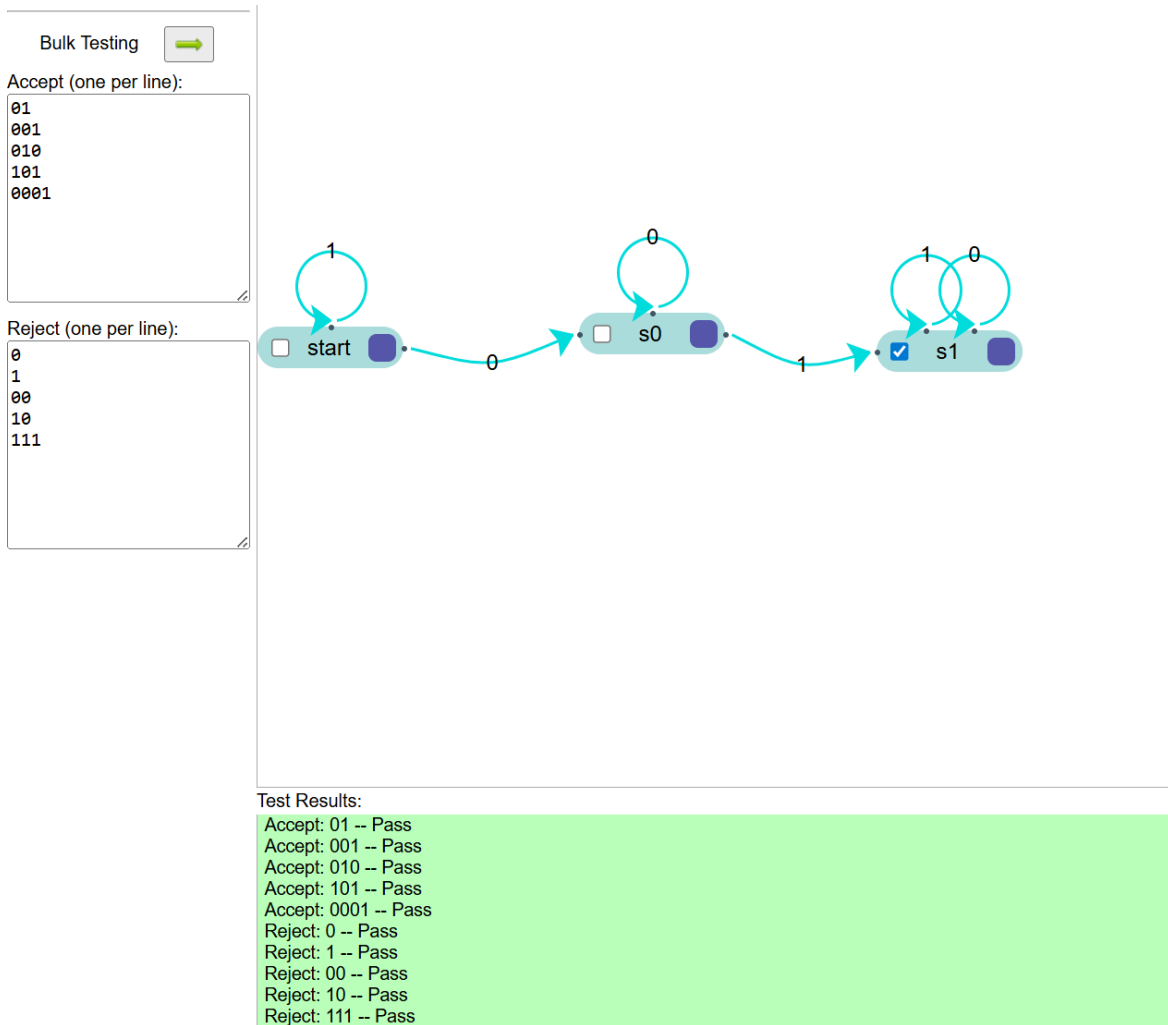 Bulk Testing
Accept (one per line):
01
001
010
101
0001
Reject (one per line):
0
1
00
10
111
1
0
1
0
start
0
s0
1
s1
Test Results:
Accept: 01 -- Pass
Accept: 001 -- Pass
Accept: 010 -- Pass
Accept: 101 -- Pass
Accept: 0001 -- Pass
Reject: 0 -- Pass
Reject: 1 -- Pass
Reject: 00 -- Pass
Reject: 10 -- Pass
Reject: 111 -- Pass